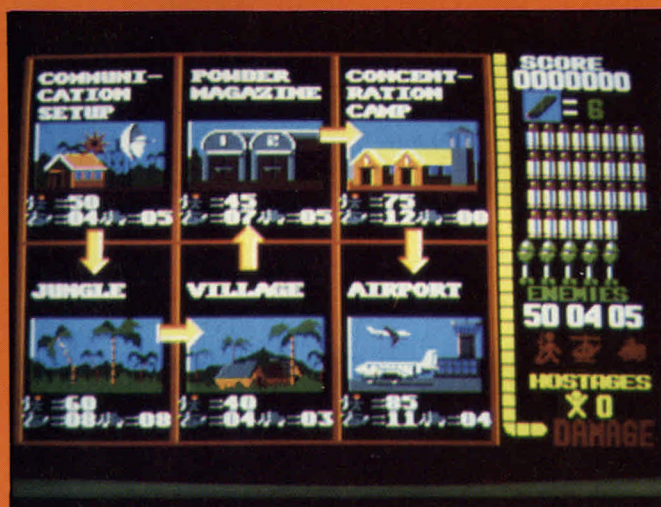 COMMUNI-
CATION
SETUP
=50
=04 =05
POWDER
MAGAZINE
1 2
=45
=07 =05
CONCENT-
RATION
CAMP
=75
=12 =00
JUNGLE
=60
=08 =08
VILLAGE
=40
=04 =03
AIRPORT
=85
=11 =04
SCORE
0000000
= 6
ENEMIES
50 04 05
HOSTAGES
0
DAMAGE